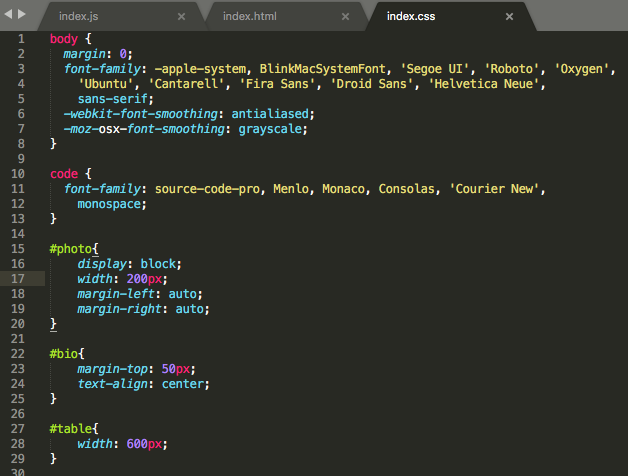 index.js × index.html × index.css ×
1 body {
2   margin: 0;
3   font-family: -apple-system, BlinkMacSystemFont, 'Segoe UI', 'Roboto', 'Oxygen',
4     'Ubuntu', 'Cantarell', 'Fira Sans', 'Droid Sans', 'Helvetica Neue',
5     sans-serif;
6   -webkit-font-smoothing: antialiased;
7   -moz-osx-font-smoothing: grayscale;
8 }
9
10 code {
11   font-family: source-code-pro, Menlo, Monaco, Consolas, 'Courier New',
12     monospace;
13 }
14
15 #photo{
16     display: block;
17     width: 200px;
18     margin-left: auto;
19     margin-right: auto;
20 }
21
22 #bio{
23     margin-top: 50px;
24     text-align: center;
25 }
26
27 #table{
28     width: 600px;
29 }
30